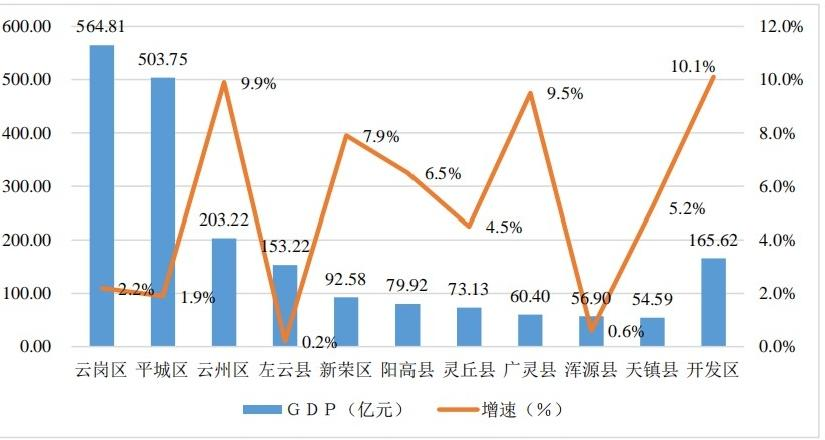 564.81
600.00 12.0%
503.75
10.1%
500.00 9.9% 9.5% 10.0%
400.00 7.9% 8.0%
6.5%
300.00 6.0%
5.2%
203.22 4.5% 165.62
200.00 153.22 4.0%
92.58 79.92 73.13 60.40 56.90 54.59
100.00 2.2% 1.9% 2.0%
0.2% 0.6%
0.00 0.0%
云岗区 平城区 云州区 左云县 新荣区 阳高县 灵丘县 广灵县 浑源县 天镇县 开发区
ＧＤＰ（亿元） 增速（%）